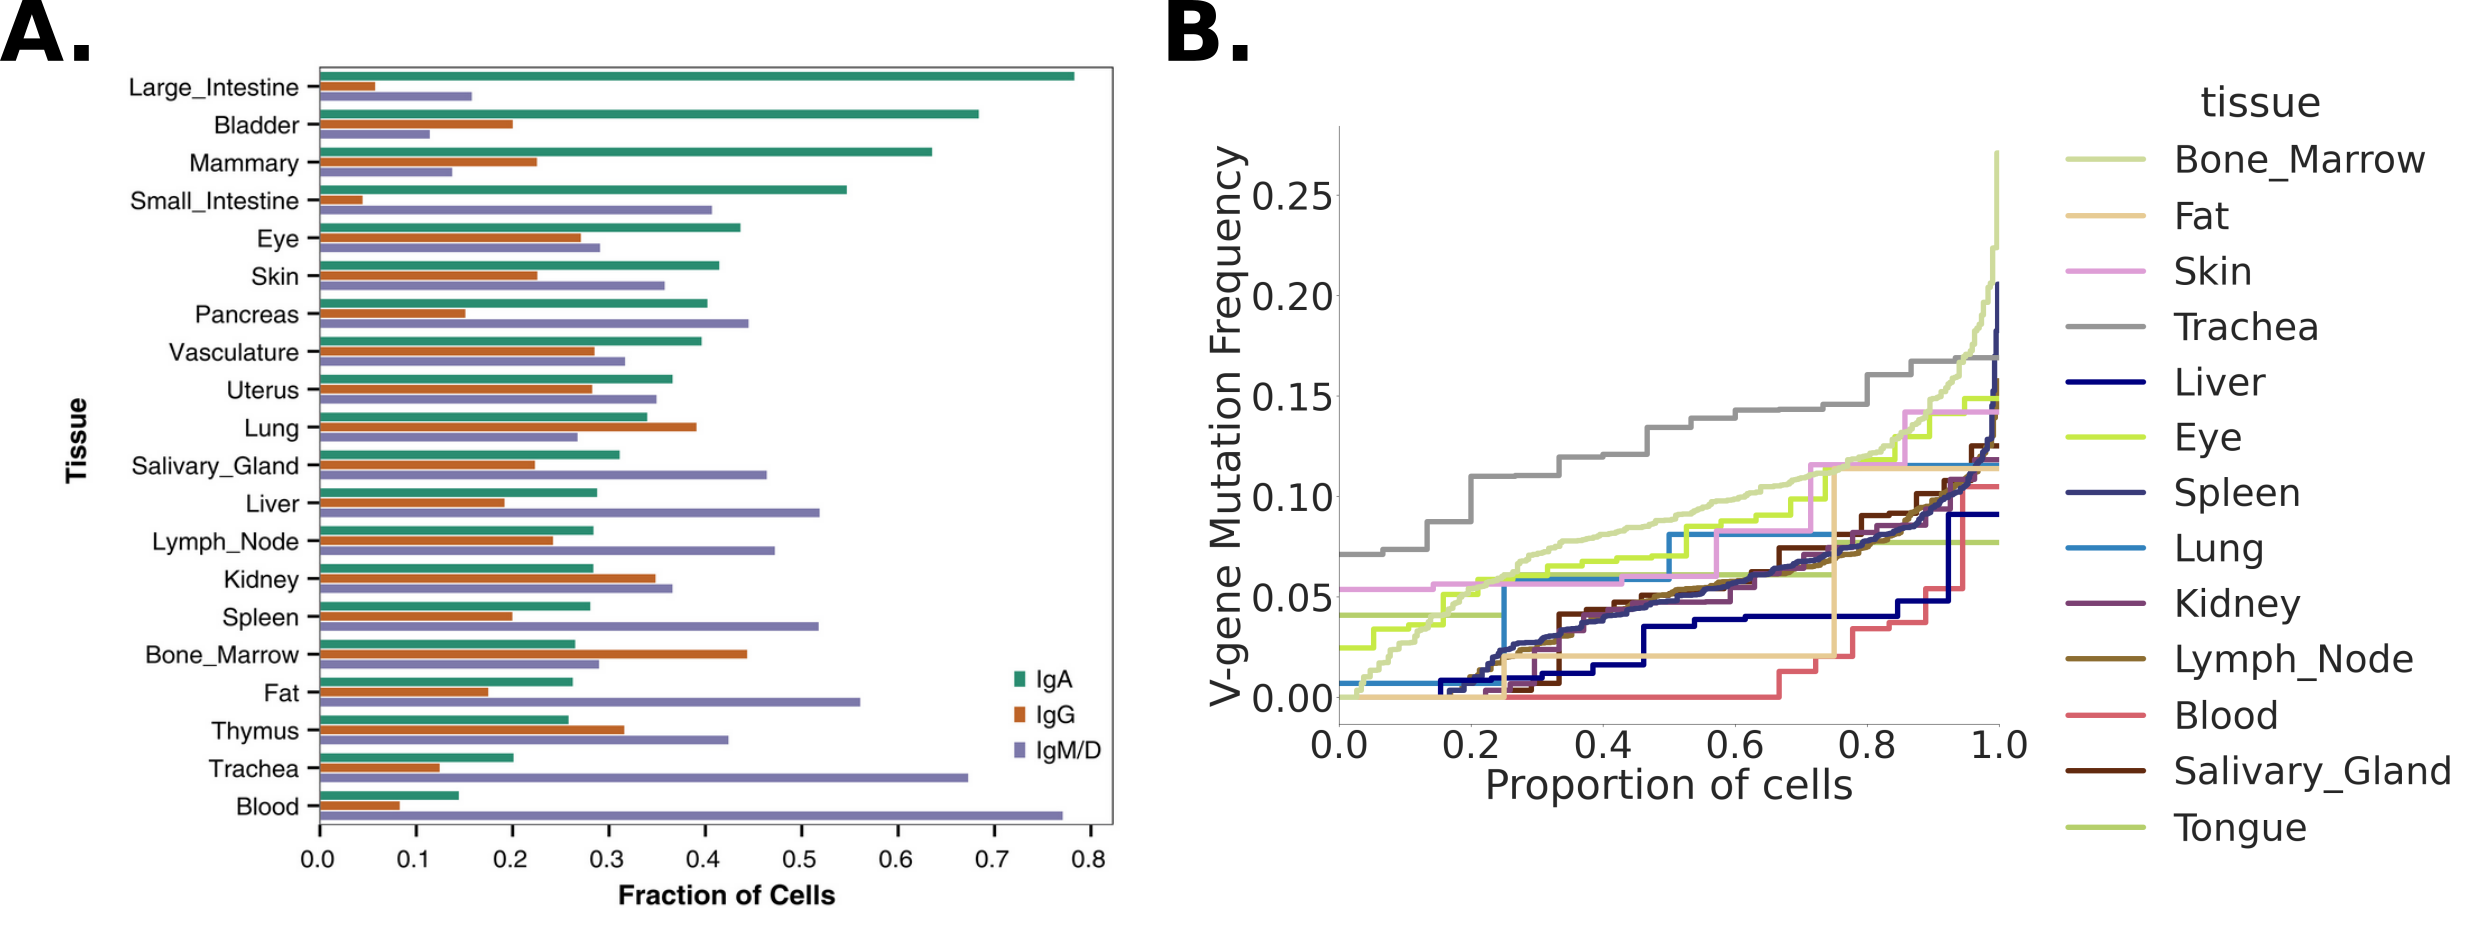 A.
Large_Intestine
Bladder
Mammary
Small_Intestine
Eye
Skin
Pancreas
Vasculature
Uterus
Lung
Salivary_Gland
Liver
Lymph_Node
Kidney
Spleen
Bone_Marrow
Fat
Thymus
Trachea
Blood
Tissue
0.0 0.1 0.2 0.3 0.4 0.5 0.6 0.7 0.8
Fraction of Cells
IgA
IgG
IgM/D
B.
V-gene Mutation Frequency
0.25
0.20
0.15
0.10
0.05
0.00
0.0 0.2 0.4 0.6 0.8 1.0
Proportion of cells
tissue
Bone_Marrow
Fat
Skin
Trachea
Liver
Eye
Spleen
Lung
Kidney
Lymph_Node
Blood
Salivary_Gland
Tongue